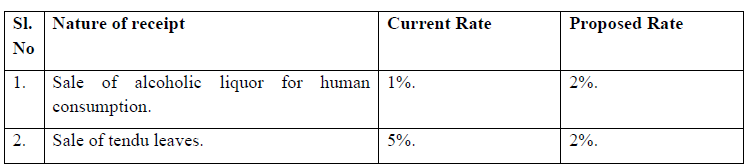 Sl. No Nature of receipt Current Rate Proposed Rate
1. Sale of alcoholic liquor for human consumption. 1%. 2%.
2. Sale of tendu leaves. 5%. 2%.